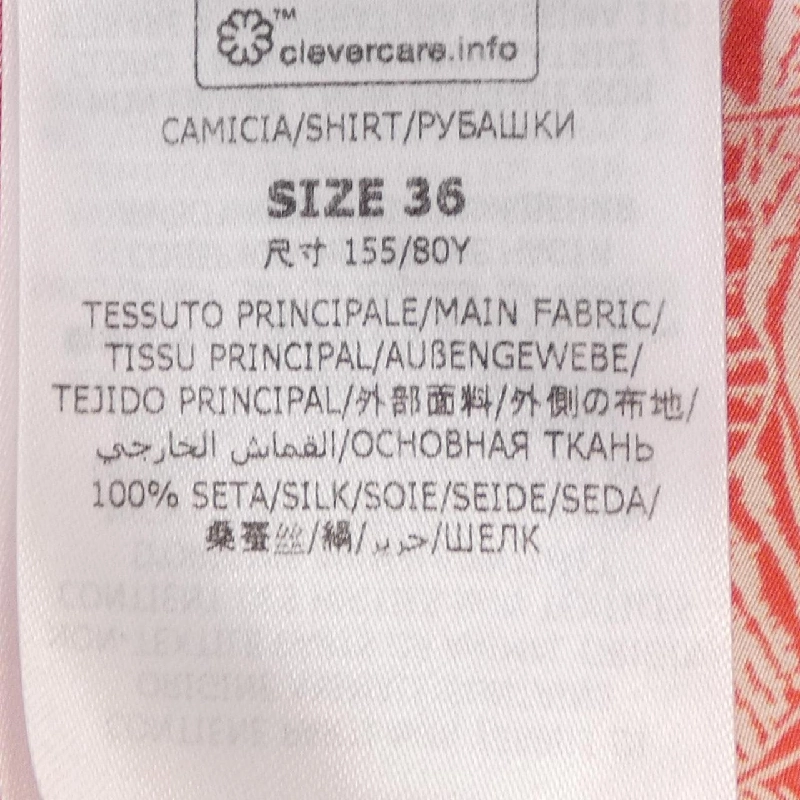 ™
clevercare.info
CAMICIA/SHIRT/РУБАШКИ
SIZE 36
尺寸 155/80Y
TESSUTO PRINCIPALE/MAIN FABRIC/
TISSU PRINCIPAL/AUßENGEWEBE/
TEJIDO PRINCIPAL/外部面料/外側の布地/
القماش الخارجي/ОСНОВНАЯ ТКАНЬ
100% SETA/SILK/SOIE/SEIDE/SEDA/
桑蚕丝/絹/حرير/ШЕЛК